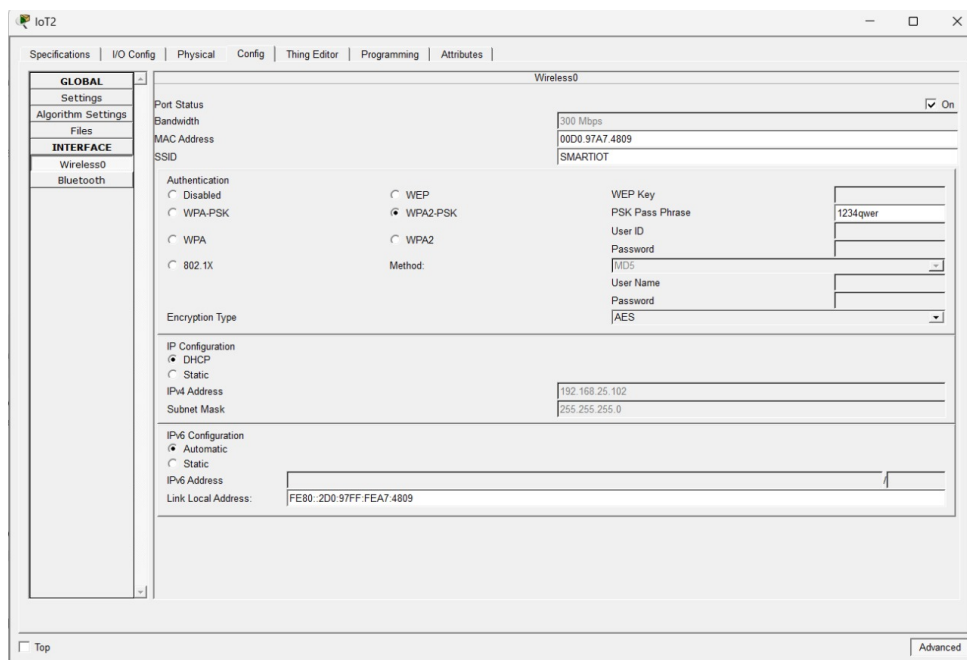 IoT2
Specifications I/O Config Physical Config Thing Editor Programming Attributes
GLOBAL
Settings
Algorithm Settings
Files
INTERFACE
Wireless0
Bluetooth
Wireless0
Port Status On
Bandwidth 300 Mbps
MAC Address 00D0.97A7.4809
SSID SMARTIOT
Authentication
Disabled WEP WEP Key
WPA-PSK WPA2-PSK PSK Pass Phrase 1234qwer
User ID
WPA WPA2
Password
802.1X Method: MD5
User Name
Password
Encryption Type AES
IP Configuration
DHCP
Static
IPv4 Address 192.168.25.102
Subnet Mask 255.255.255.0
IPv6 Configuration
Automatic
Static
IPv6 Address /
Link Local Address: FE80::2D0:97FF:FEA7:4809
Top Advanced